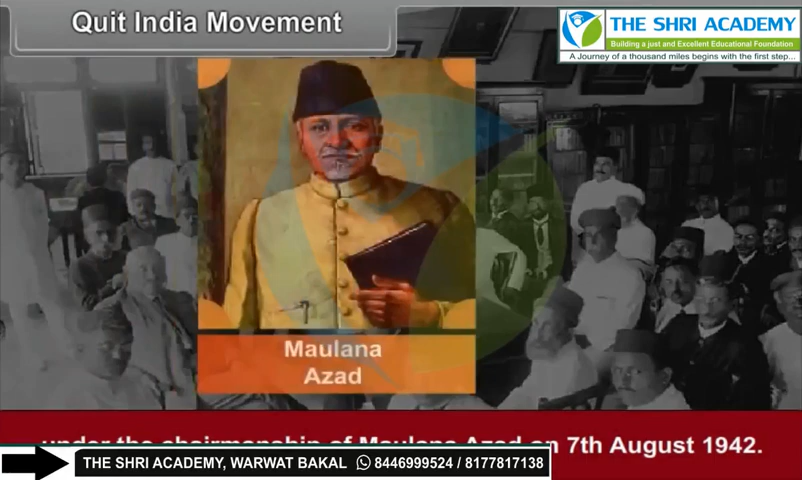 Quit India Movement
THE SHRI ACADEMY
Building a just and Excellent Educational Foundation
A Journey of a thousand miles begins with the first step...
Maulana
Azad
under the chairmanship of Maulana Azad on 7th August 1942.
THE SHRI ACADEMY, WARWAT BAKAL 8446999524 / 8177817138